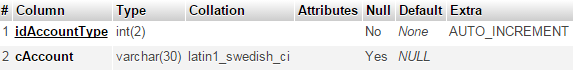 # Column Type Collation Attributes Null Default Extra
1 idAccountType int(2) No None AUTO_INCREMENT
2 cAccount varchar(30) latin1_swedish_ci Yes NULL